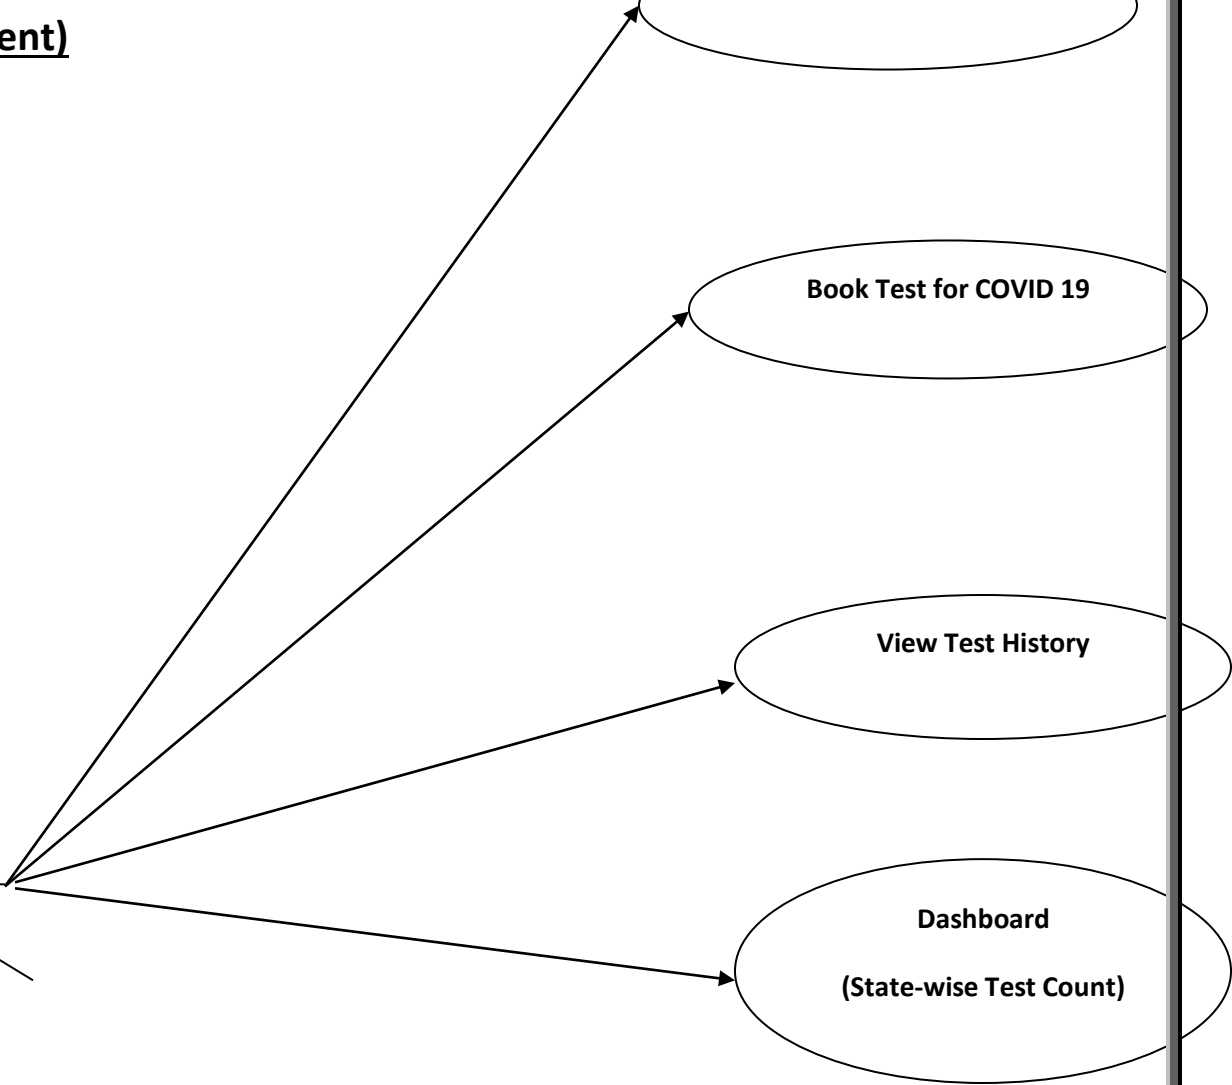 ent)
Book Test for COVID 19
View Test History
Dashboard
(State-wise Test Count)